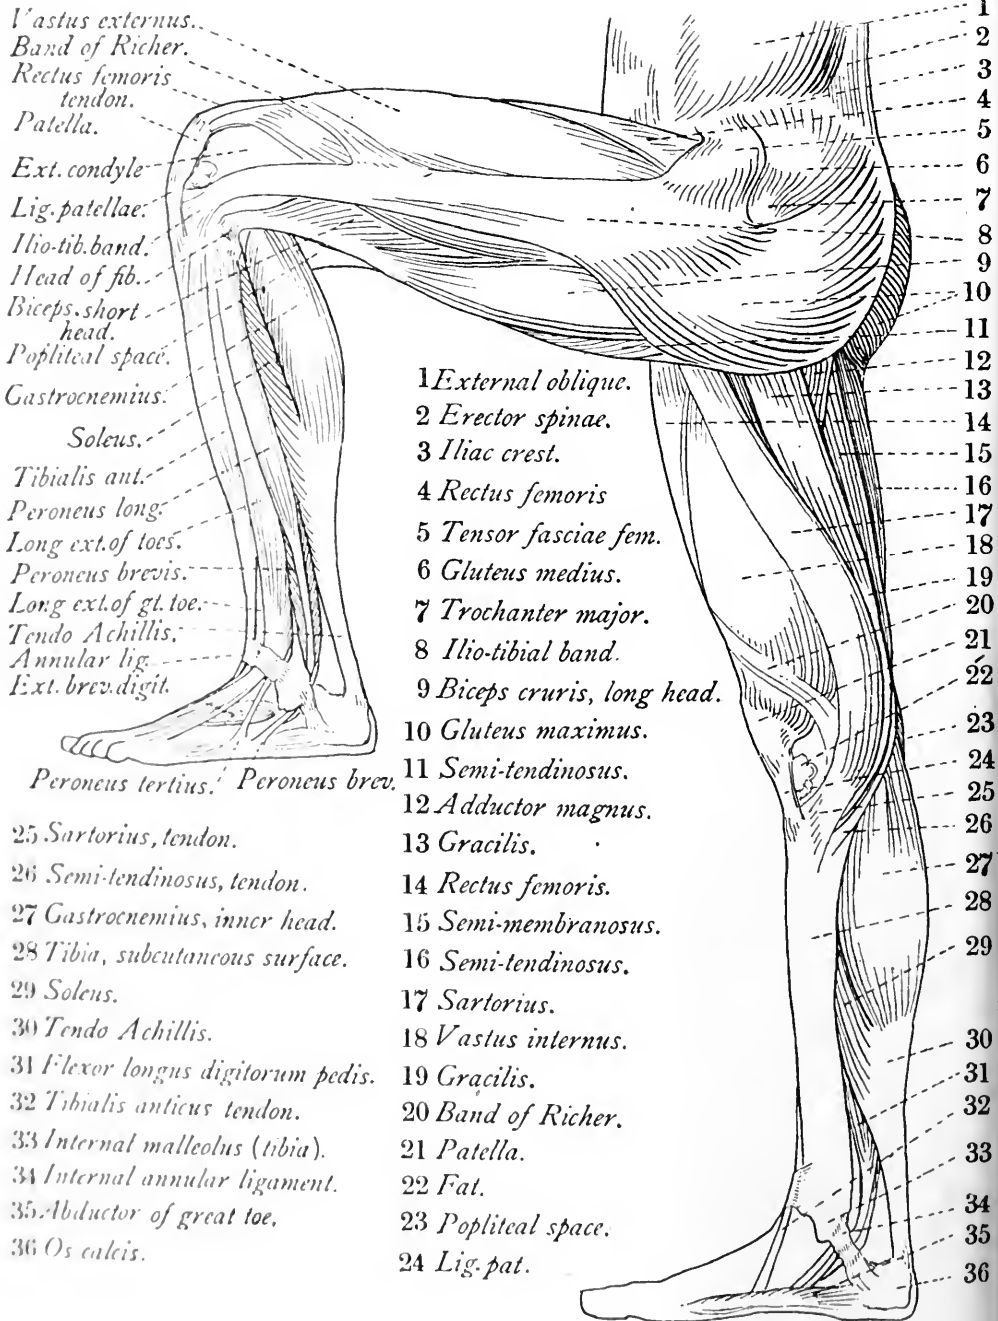 Vastus externus.
Band of Richer.
Rectus femoris
tendon.
Patella.
Ext. condyle
Lig. patellae.
Ilio-tib. band.
Head of fib.
Biceps. short
head.
Popliteal space.
Gastrocnemius.
Soleus.
Tibialis ant.
Peroneus long.
Long ext. of toes.
Peroneus brevis.
Long ext. of gt. toe.
Tendo Achillis.
Annular lig.
Ext. brev. digit.
Peroneus tertius. Peroneus brev.
1 External oblique.
2 Erector spinae.
3 Iliac crest.
4 Rectus femoris
5 Tensor fasciae fem.
6 Gluteus medius.
7 Trochanter major.
8 Ilio-tibial band.
9 Biceps cruris, long head.
10 Gluteus maximus.
11 Semi-tendinosus.
12 Adductor magnus.
13 Gracilis.
14 Rectus femoris.
15 Semi-membranosus.
16 Semi-tendinosus.
17 Sartorius.
18 Vastus internus.
19 Gracilis.
20 Band of Richer.
21 Patella.
22 Fat.
23 Popliteal space.
24 Lig. pat.
25 Sartorius, tendon.
26 Semi-tendinosus, tendon.
27 Gastrocnemius, inner head.
28 Tibia, subcutaneous surface.
29 Soleus.
30 Tendo Achillis.
31 Flexor longus digitorum pedis.
32 Tibialis anticus tendon.
33 Internal malleolus (tibia).
34 Internal annular ligament.
35 Abductor of great toe.
36 Os calcis.
1
2
3
4
5
6
7
8
9
10
11
12
13
14
15
16
17
18
19
20
21
22
23
24
25
26
27
28
29
30
31
32
33
34
35
36